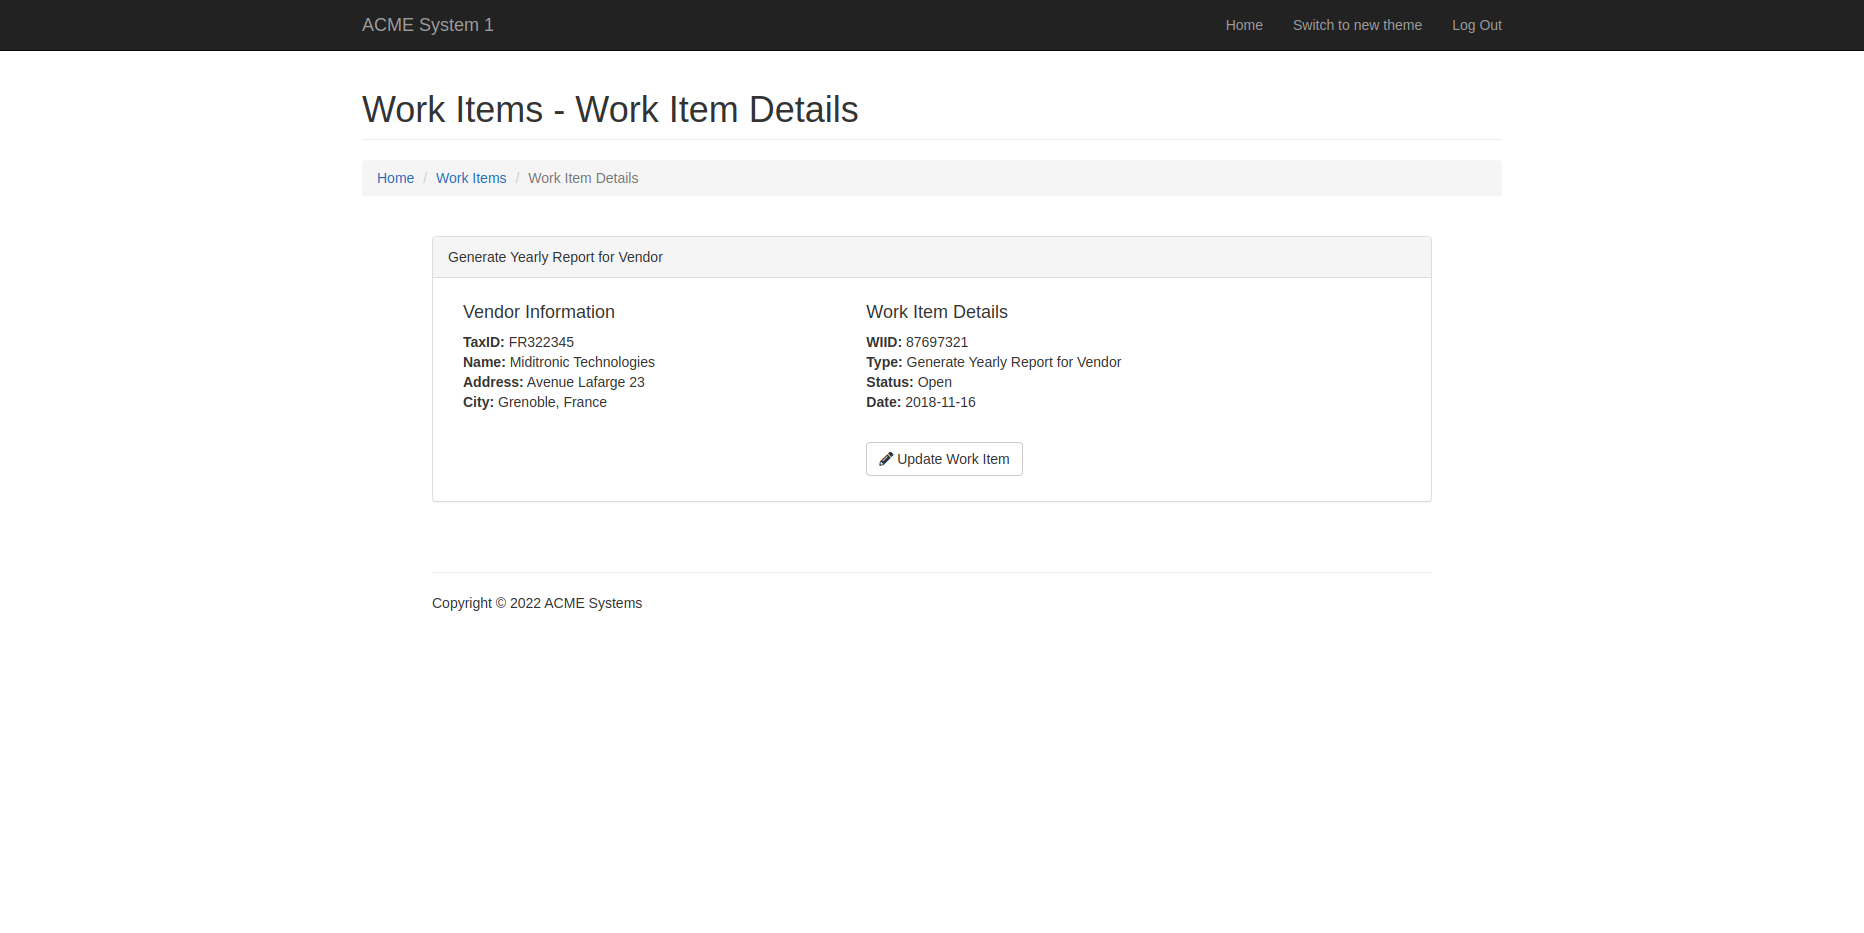 ACME System 1
Home
Switch to new theme
Log Out
Work Items - Work Item Details
Home / Work Items / Work Item Details
Generate Yearly Report for Vendor
Vendor Information
TaxID: FR322345
Name: Miditronic Technologies
Address: Avenue Lafarge 23
City: Grenoble, France
Work Item Details
WIID: 87697321
Type: Generate Yearly Report for Vendor
Status: Open
Date: 2018-11-16
Update Work Item
Copyright © 2022 ACME Systems